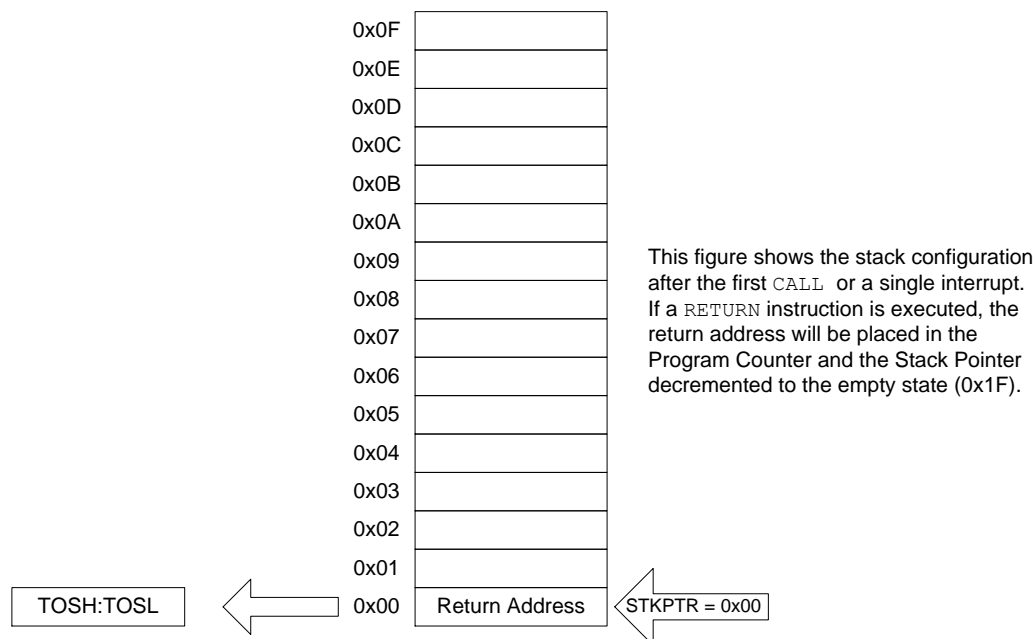 0x0F
0x0E
0x0D
0x0C
0x0B
0x0A
0x09
0x08
0x07
0x06
0x05
0x04
0x03
0x02
0x01
0x00
This figure shows the stack configuration
after the first CALL or a single interrupt.
If a RETURN instruction is executed, the
return address will be placed in the
Program Counter and the Stack Pointer
decremented to the empty state (0x1F).
TOSH:TOSL
Return Address
STKPTR = 0x00